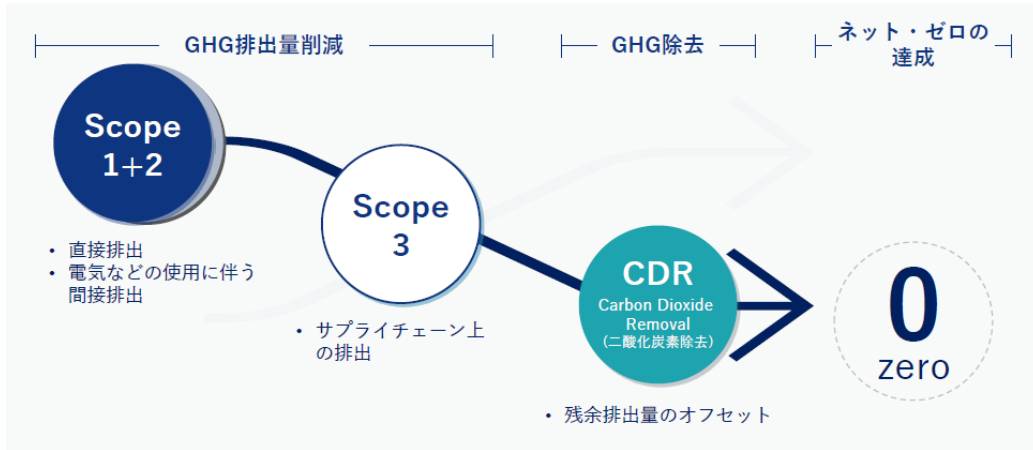 GHG排出量削減
GHG除去
ネット・ゼロの
達成
Scope
1+2
• 直接排出
• 電気などの使用に伴う
間接排出
Scope
3
• サプライチェーン上
の排出
CDR
Carbon Dioxide
Removal
(二酸化炭素除去)
• 残余排出量のオフセット
0
zero